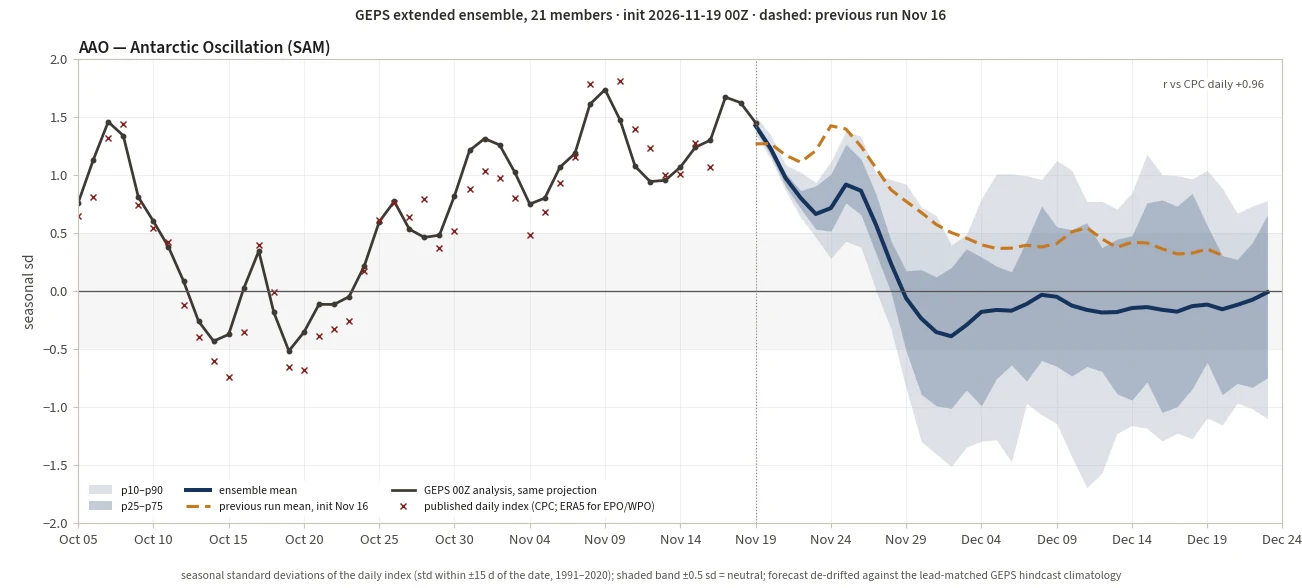 GEPS extended ensemble, 21 members · init 2026-11-19 00Z · dashed: previous run Nov 16
AAO — Antarctic Oscillation (SAM)
r vs CPC daily +0.96
seasonal sd
2.0
1.5
1.0
0.5
0.0
−0.5
−1.0
−1.5
−2.0
p10–p90
ensemble mean
GEPS 00Z analysis, same projection
p25–p75
previous run mean, init Nov 16
published daily index (CPC; ERA5 for EPO/WPO)
Oct 05 Oct 10 Oct 15 Oct 20 Oct 25 Oct 30 Nov 04 Nov 09 Nov 14 Nov 19 Nov 24 Nov 29 Dec 04 Dec 09 Dec 14 Dec 19 Dec 24
seasonal standard deviations of the daily index (std within ±15 d of the date, 1991–2020); shaded band ±0.5 sd = neutral; forecast de-drifted against the lead-matched GEPS hindcast climatology